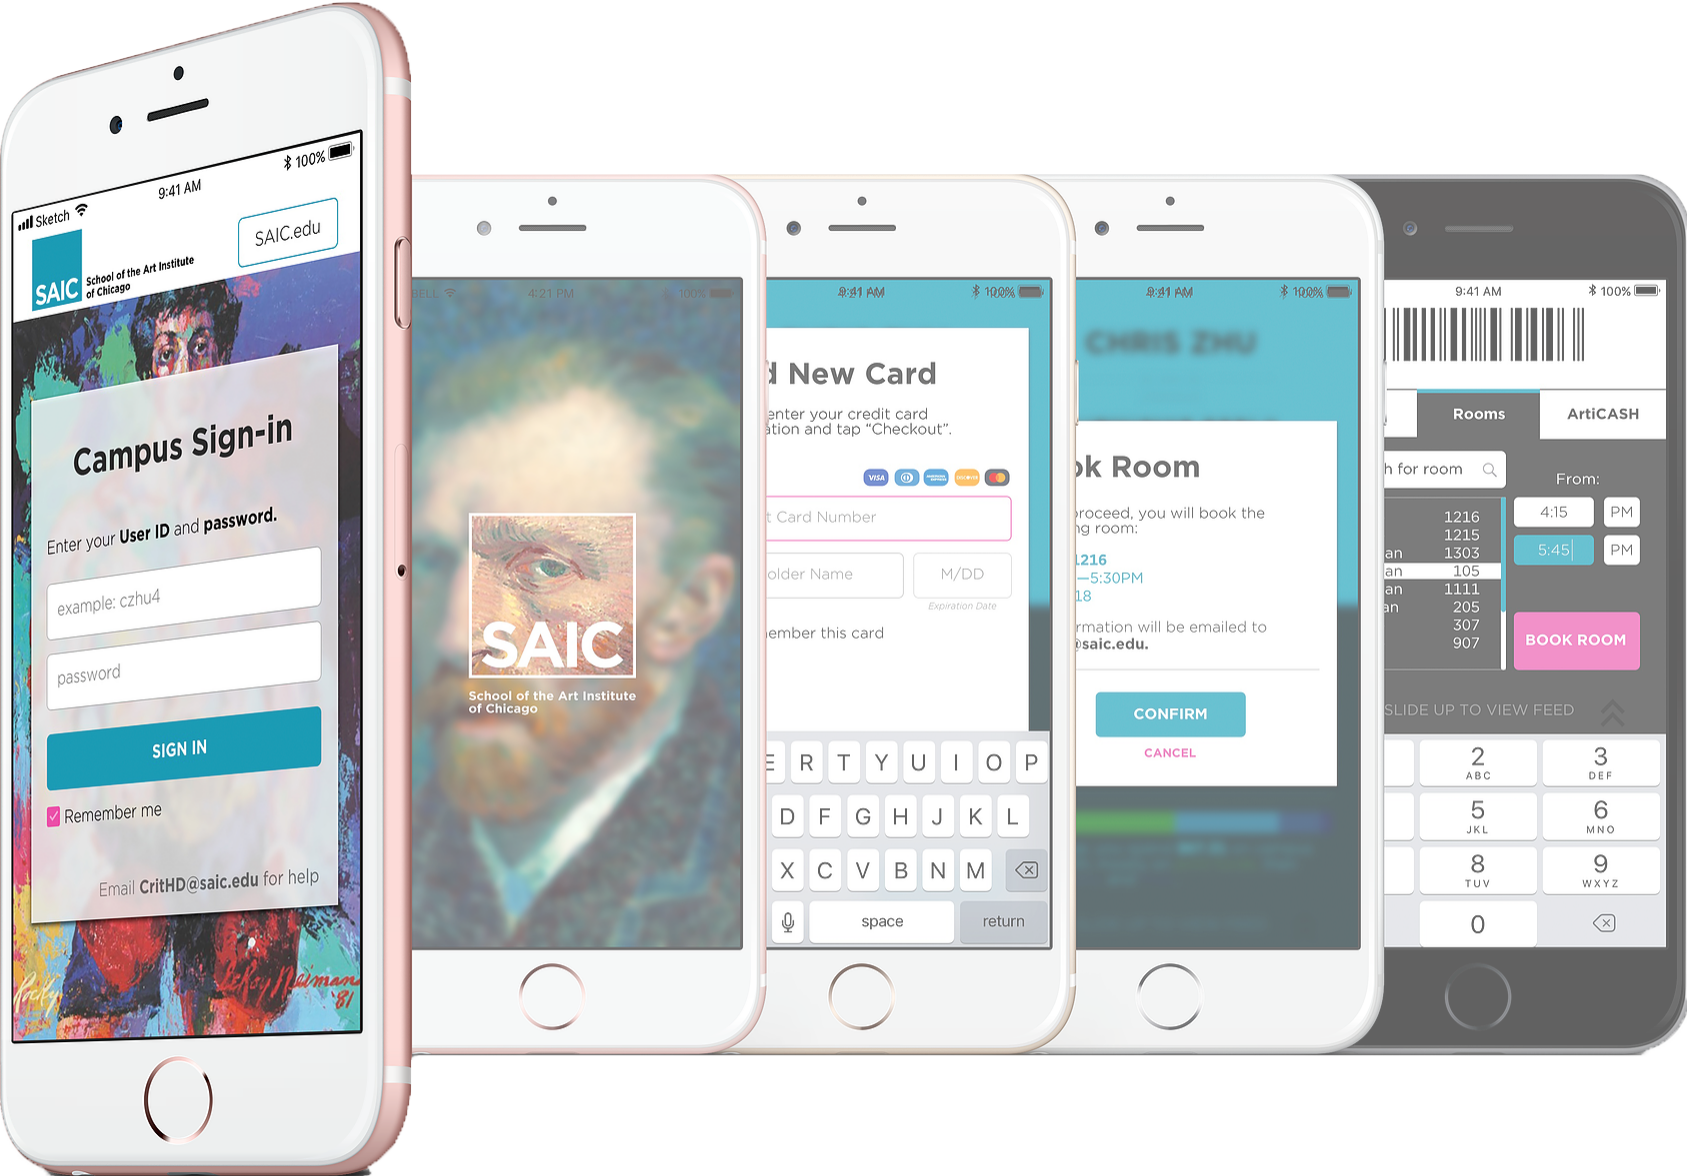 Sketch
9:41 AM
100%
SAIC
School of the Art Institute
of Chicago
SAIC.edu
Campus Sign-in
Enter your User ID and password.
example: czhu4
password
SIGN IN
Remember me
Email CritHD@saic.edu for help
Rocky
LeRoy Neiman
'81
BELL
4:21 PM
100%
SAIC
School of the Art Institute
of Chicago
9:41 AM
100%
d New Card
enter your credit card
ation and tap “Checkout”.
VISA
DISCOVER
t Card Number
older Name
M/DD
Expiration Date
ember this card
E R T Y U I O P
D F G H J K L
X C V B N M
space
return
9:41 AM
100%
CHRIS ZHU
ok Room
proceed, you will book the
ng room:
1216
—5:30PM
18
rmation will be emailed to
@saic.edu.
CONFIRM
CANCEL
9:41 AM
100%
Rooms
ArtiCASH
h for room
From:
1216
1215
an 1303
an 105
an 1111
an 205
307
907
4:15
PM
5:45
PM
BOOK ROOM
SLIDE UP TO VIEW FEED
2
ABC
3
DEF
5
JKL
6
MNO
8
TUV
9
WXYZ
0